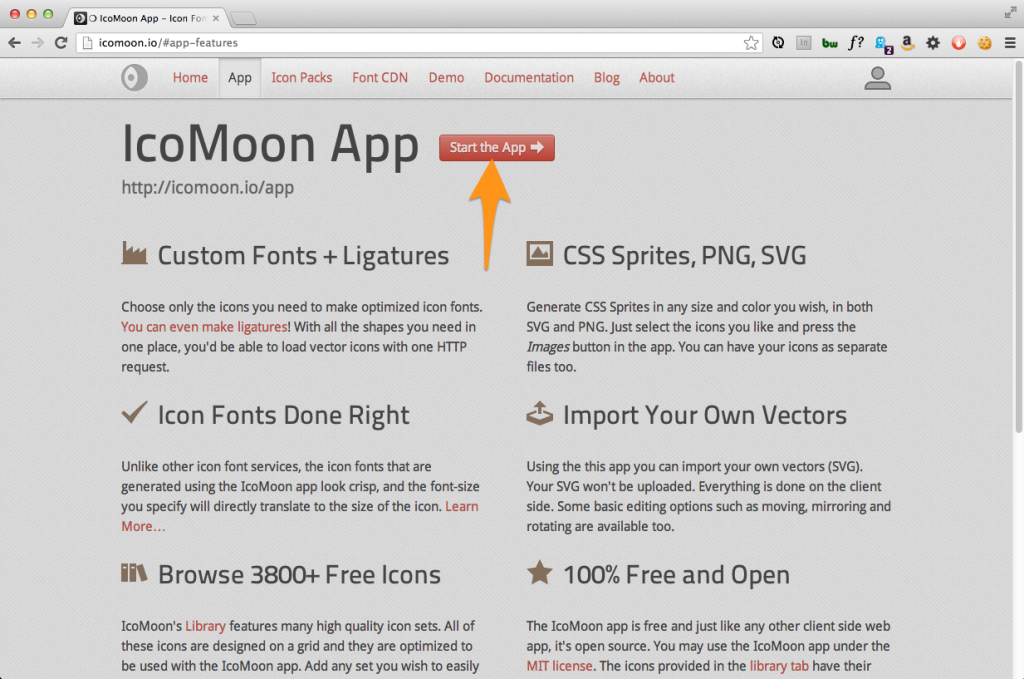 IcoMoon App - Icon Fon
icomoon.io/#app-features
In
bw
f?
2
a
Home
App
Icon Packs
Font CDN
Demo
Documentation
Blog
About
IcoMoon App
Start the App
http://icomoon.io/app
Custom Fonts + Ligatures
Choose only the icons you need to make optimized icon fonts.
You can even make ligatures! With all the shapes you need in
one place, you'd be able to load vector icons with one HTTP
request.
CSS Sprites, PNG, SVG
Generate CSS Sprites in any size and color you wish, in both
SVG and PNG. Just select the icons you like and press the
Images button in the app. You can have your icons as separate
files too.
Icon Fonts Done Right
Unlike other icon font services, the icon fonts that are
generated using the IcoMoon app look crisp, and the font-size
you specify will directly translate to the size of the icon. Learn
More…
Import Your Own Vectors
Using the this app you can import your own vectors (SVG).
Your SVG won't be uploaded. Everything is done on the client
side. Some basic editing options such as moving, mirroring and
rotating are available too.
Browse 3800+ Free Icons
IcoMoon's Library features many high quality icon sets. All of
these icons are designed on a grid and they are optimized to
be used with the IcoMoon app. Add any set you wish to easily
100% Free and Open
The IcoMoon app is free and just like any other client side web
app, it's open source. You may use the IcoMoon app under the
MIT license. The icons provided in the library tab have their